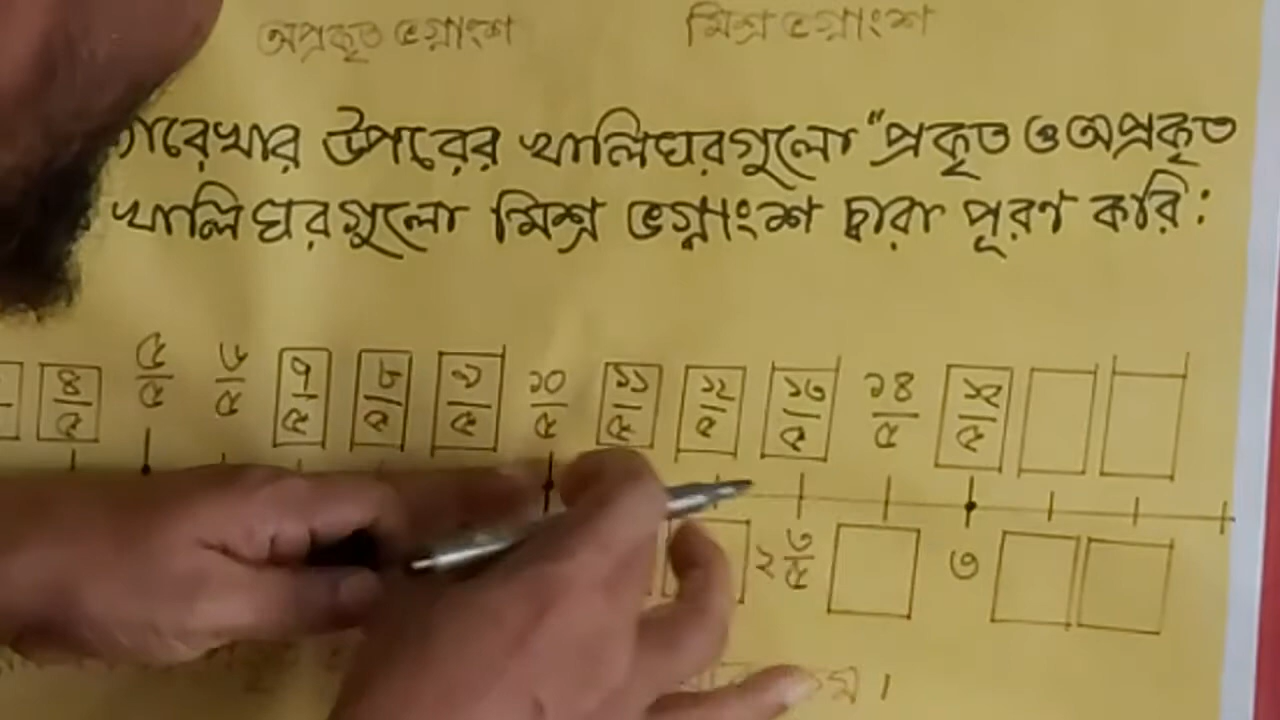 অপ্রকৃত ভগ্নাংশ মিশ্র ভগ্নাংশ
রেখার উপরের খালিঘরগুলো "প্রকৃত ও অপ্রকৃত
খালি ঘরগুলো মিশ্র ভগ্নাংশ দ্বারা পূরণ করি :
৪/৫ ৫/৫ ৬/৫ ৭/৫ ৮/৫ ৯/৫ ১০/৫ ১১/৫ ১২/৫ ১৩/৫ ১৪/৫ ১৫/৫
২ ৩/৫ ৩